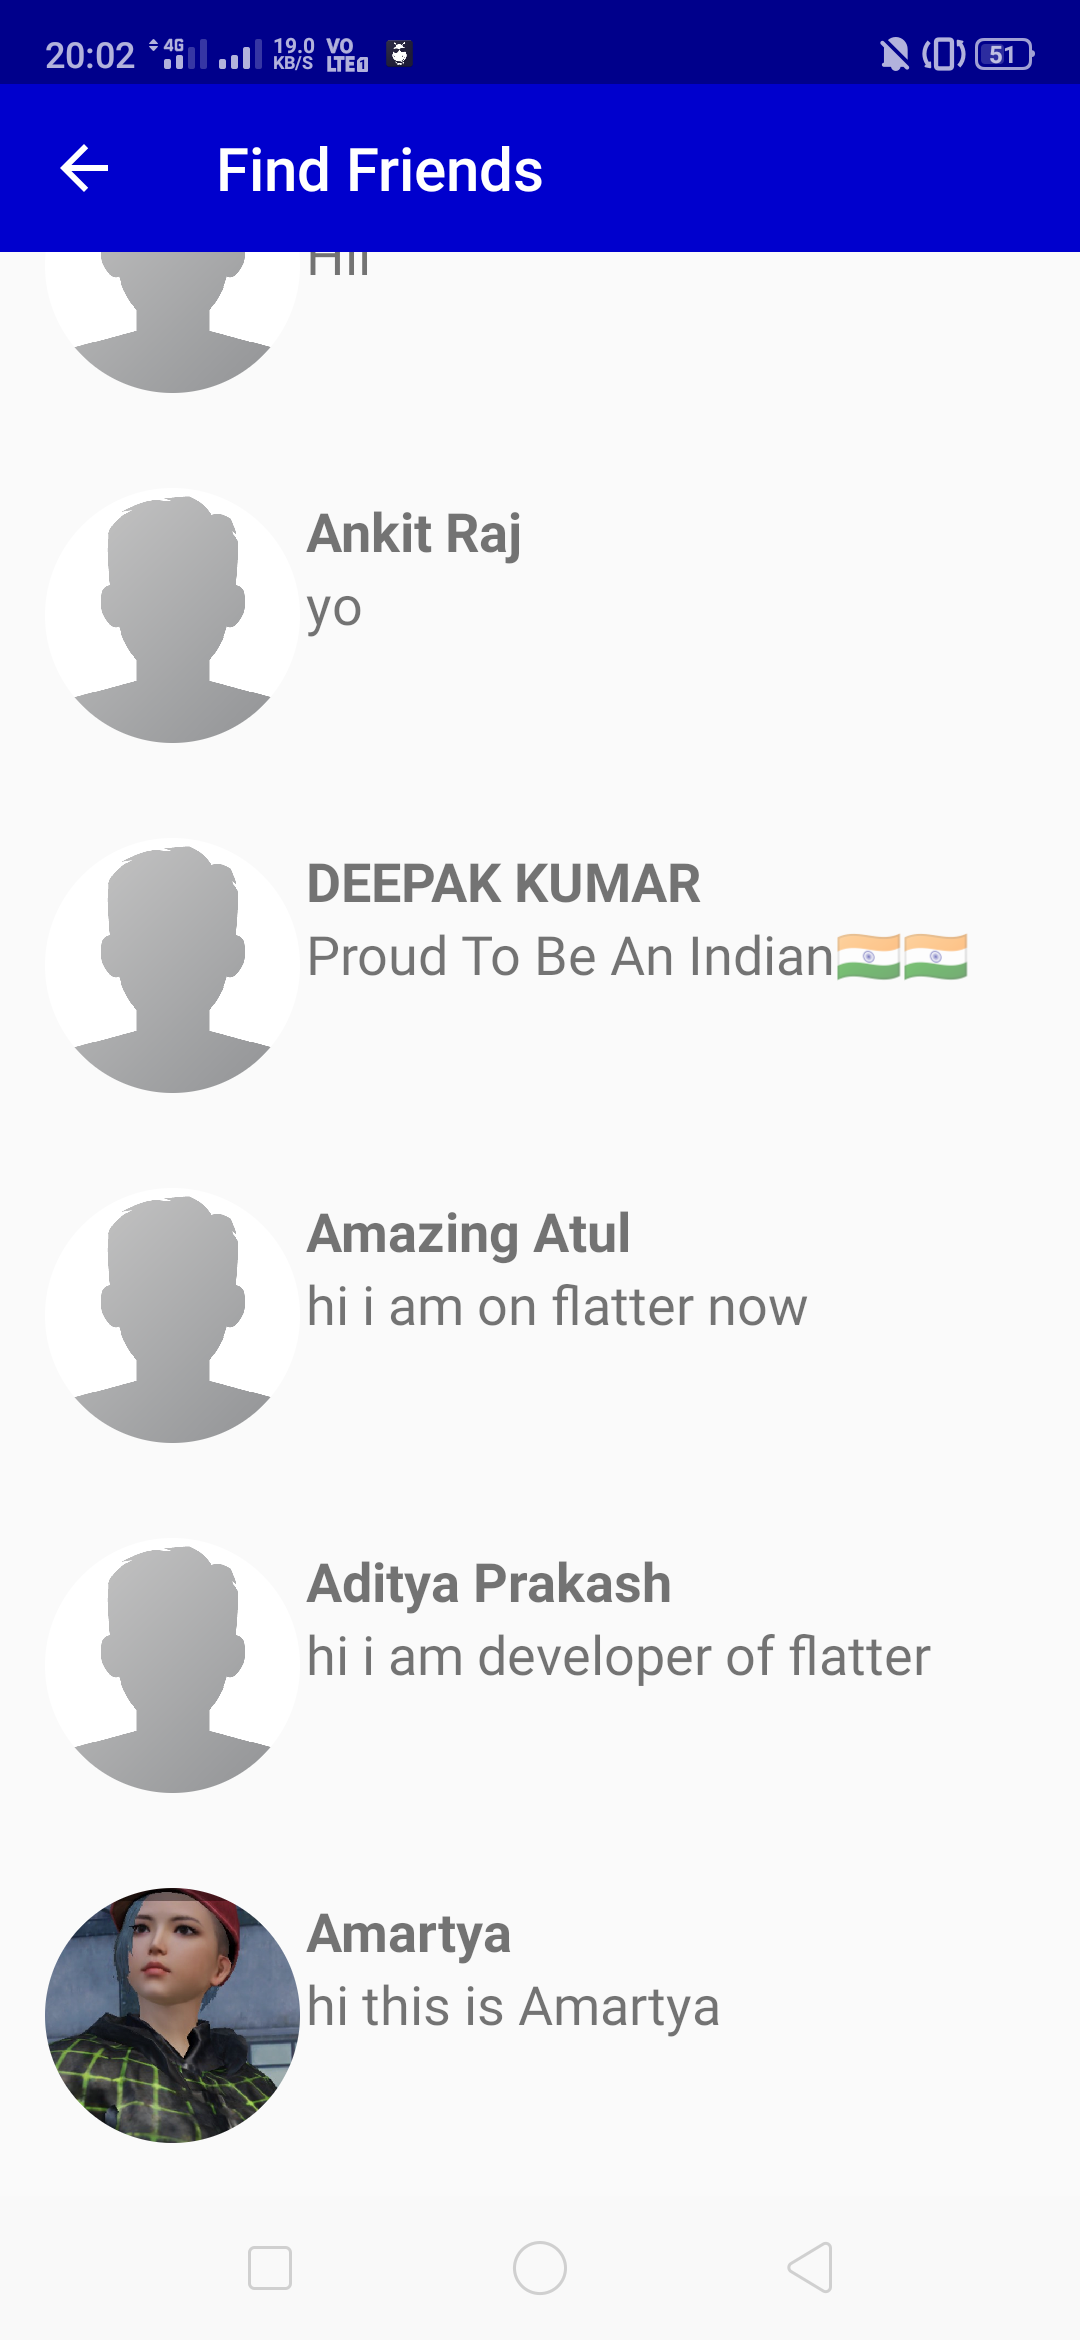 20:02 4G 19.0 KB/S VO LTE1 51
Find Friends
Ankit Raj
yo
DEEPAK KUMAR
Proud To Be An Indian🇮🇳🇮🇳
Amazing Atul
hi i am on flatter now
Aditya Prakash
hi i am developer of flatter
Amartya
hi this is Amartya